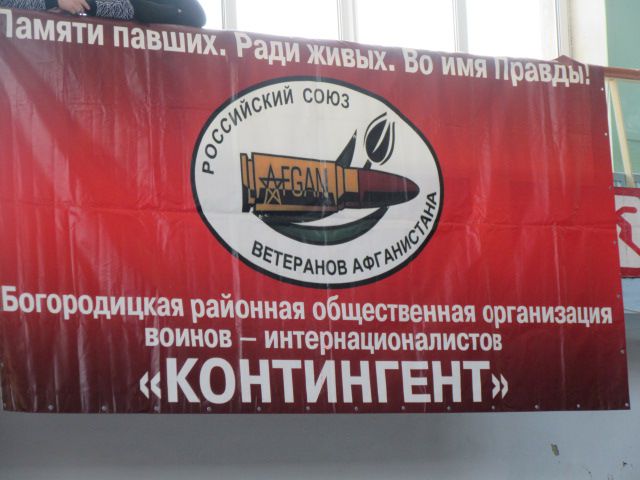 Памяти павших. Ради живых. Во имя Правды!
РОССИЙСКИЙ СОЮЗ
AFGAN
ВЕТЕРАНОВ АФГАНИСТАНА
Богородицкая районная общественная организация
воинов – интернационалистов
«КОНТИНГЕНТ»